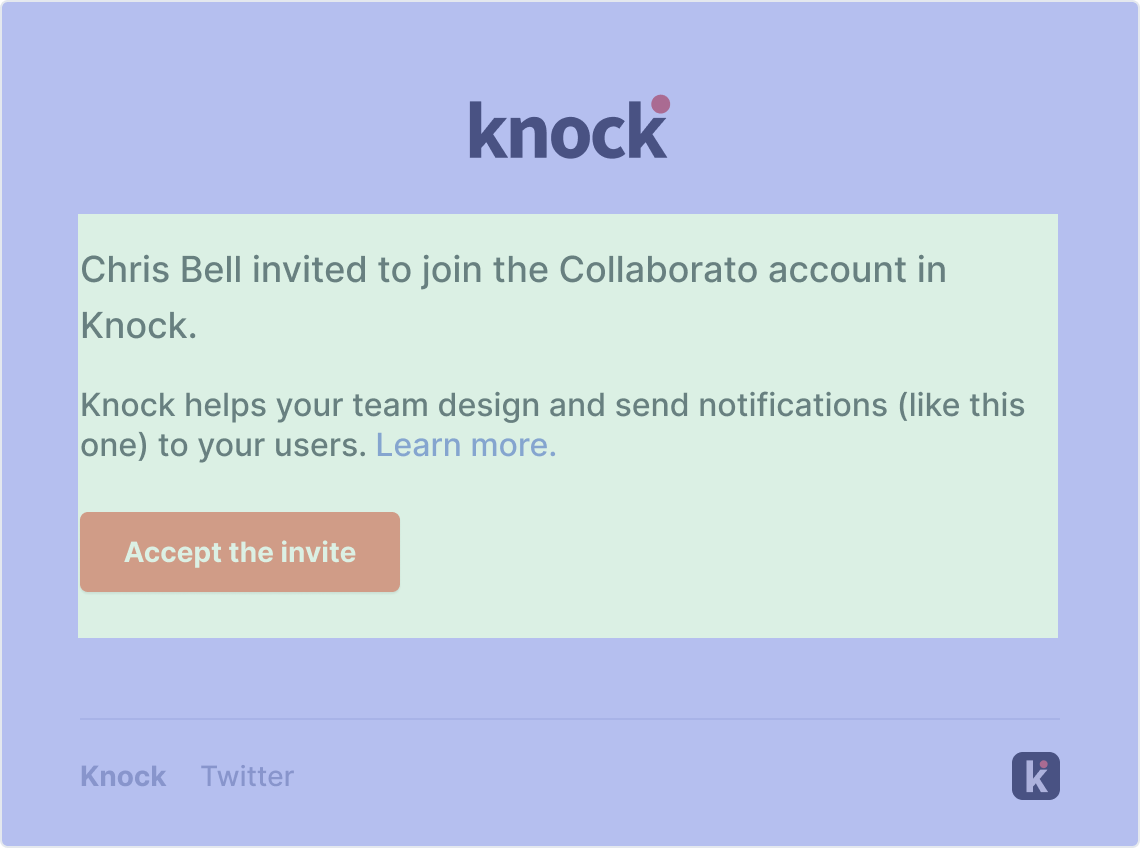 knock
Chris Bell invited to join the Collaborato account in
Knock.
Knock helps your team design and send notifications (like this
one) to your users. Learn more.
Accept the invite
Knock Twitter
k